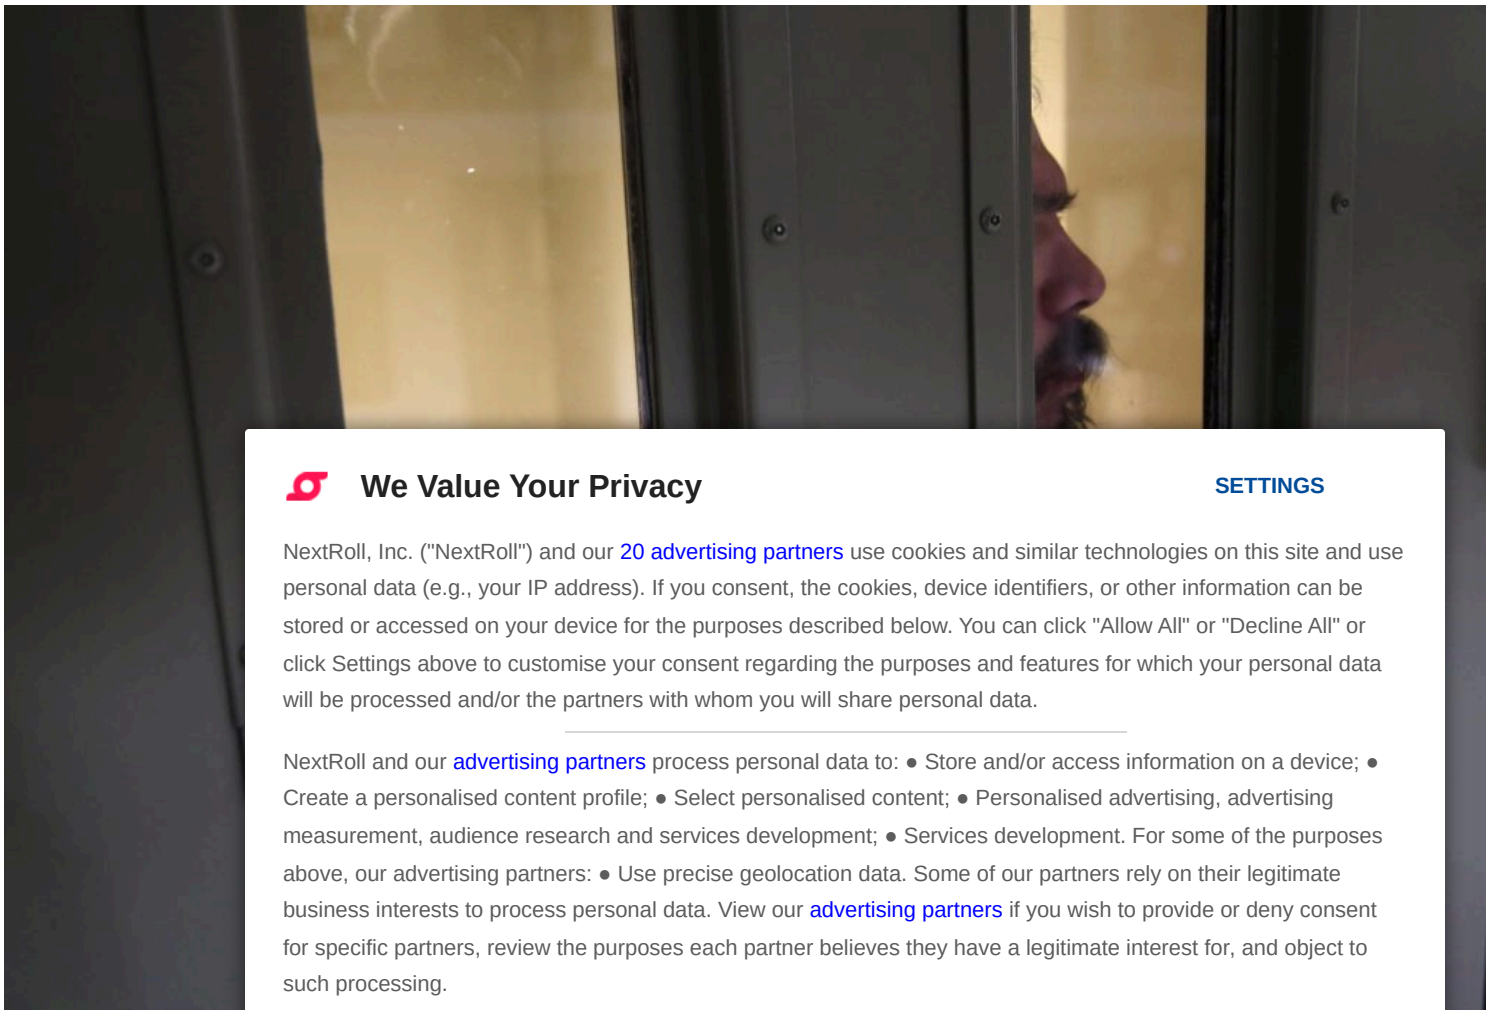 We Value Your Privacy
SETTINGS
NextRoll, Inc. ("NextRoll") and our 20 advertising partners use cookies and similar technologies on this site and use
personal data (e.g., your IP address). If you consent, the cookies, device identifiers, or other information can be
stored or accessed on your device for the purposes described below. You can click "Allow All" or "Decline All" or
click Settings above to customise your consent regarding the purposes and features for which your personal data
will be processed and/or the partners with whom you will share personal data.
NextRoll and our advertising partners process personal data to: ● Store and/or access information on a device; ●
Create a personalised content profile; ● Select personalised content; ● Personalised advertising, advertising
measurement, audience research and services development; ● Services development. For some of the purposes
above, our advertising partners: ● Use precise geolocation data. Some of our partners rely on their legitimate
business interests to process personal data. View our advertising partners if you wish to provide or deny consent
for specific partners, review the purposes each partner believes they have a legitimate interest for, and object to
such processing.